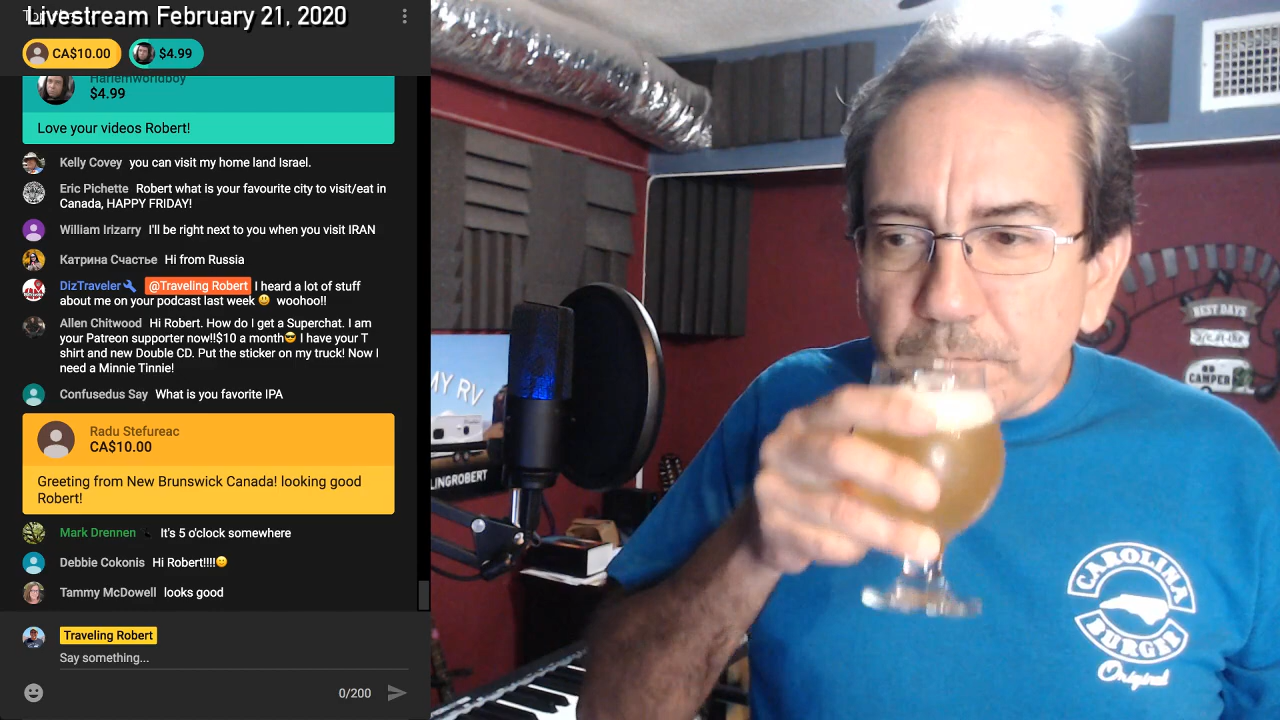 Livestream February 21, 2020
CA$10.00
$4.99
Harlemworldboy
$4.99
Love your videos Robert!
Kelly Covey you can visit my home land Israel.
Eric Pichette Robert what is your favourite city to visit/eat in
Canada, HAPPY FRIDAY!
William Irizarry I'll be right next to you when you visit IRAN
Катрина Счастье Hi from Russia
DizTraveler @Traveling Robert I heard a lot of stuff
about me on your podcast last week woohoo!!
Allen Chitwood Hi Robert. How do I get a Superchat. I am
your Patreon supporter now!!$10 a month I have your T
shirt and new Double CD. Put the sticker on my truck! Now I
need a Minnie Tinnie!
Confusedus Say What is you favorite IPA
Radu Stefureac
CA$10.00
Greeting from New Brunswick Canada! looking good
Robert!
Mark Drennen It's 5 o'clock somewhere
Debbie Cokonis Hi Robert!!!!
Tammy McDowell looks good
Traveling Robert
Say something...
0/200
MY RV
LINGROBERT
BEST DAYS
CAMPER
CAROLINA
BURGER
Original